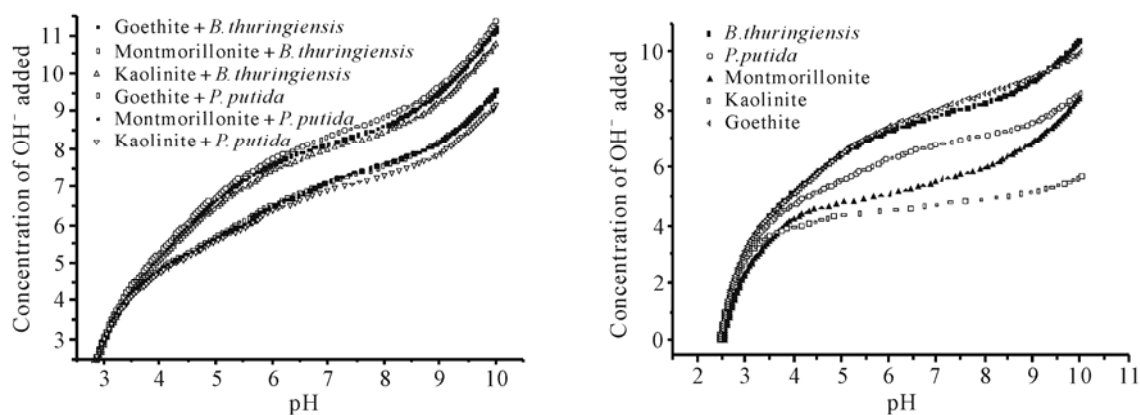 Concentration of OH⁻ added
11
10
9
8
7
6
5
4
3
Goethite + B. thuringiensis
Montmorillonite + B. thuringiensis
Kaolinite + B. thuringiensis
Goethite + P. putida
Montmorillonite + P. putida
Kaolinite + P. putida
3 4 5 6 7 8 9 10
pH
Concentration of OH⁻ added
10
8
6
4
2
0
B.thuringiensis
P.putida
Montmorillonite
Kaolinite
Goethite
2 3 4 5 6 7 8 9 10 11
pH